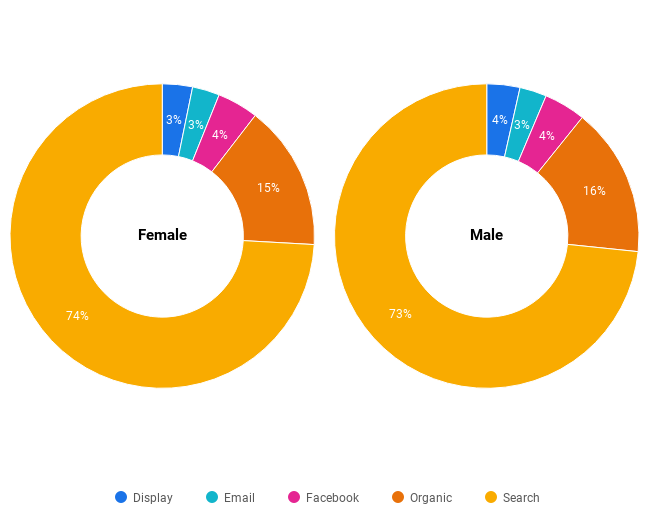 3%
3%
4%
15%
74%
Female
4%
3%
4%
16%
73%
Male
Display
Email
Facebook
Organic
Search